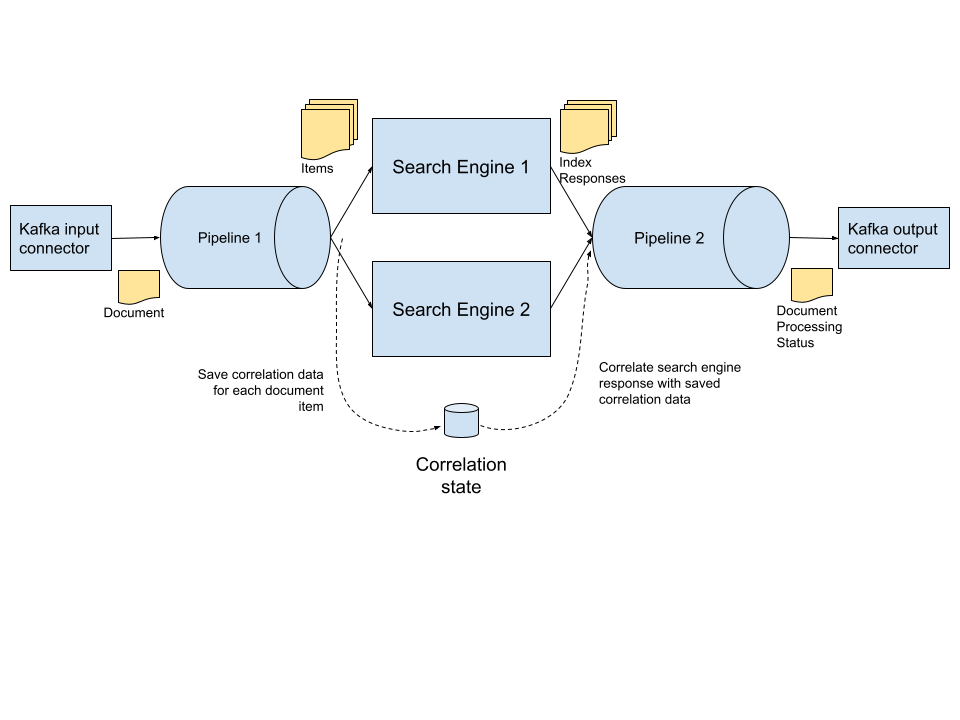 Items
Search Engine 1
Index
Responses
Kafka input
connector
Pipeline 1
Pipeline 2
Kafka output
connector
Document
Search Engine 2
Document
Processing
Status
Save correlation data
for each document
item
Correlate search engine
response with saved
correlation data
Correlation
state